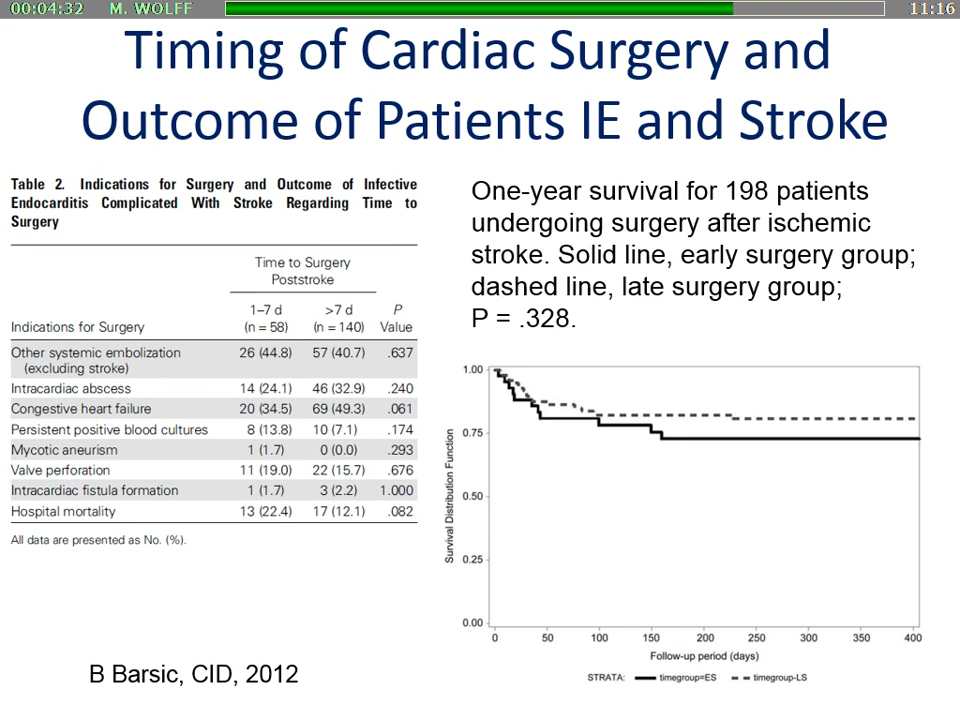 00:04:32 M. WOLFF 11:16
Timing of Cardiac Surgery and
Outcome of Patients IE and Stroke
Table 2. Indications for Surgery and Outcome of Infective
Endocarditis Complicated With Stroke Regarding Time to
Surgery
Time to Surgery
Poststroke
1–7 d >7 d P
Indications for Surgery (n = 58) (n = 140) Value
Other systemic embolization 26 (44.8) 57 (40.7) .637
(excluding stroke)
Intracardiac abscess 14 (24.1) 46 (32.9) .240
Congestive heart failure 20 (34.5) 69 (49.3) .061
Persistent positive blood cultures 8 (13.8) 10 (7.1) .174
Mycotic aneurism 1 (1.7) 0 (0.0) .293
Valve perforation 11 (19.0) 22 (15.7) .676
Intracardiac fistula formation 1 (1.7) 3 (2.2) 1.000
Hospital mortality 13 (22.4) 17 (12.1) .082
All data are presented as No. (%).
One-year survival for 198 patients
undergoing surgery after ischemic
stroke. Solid line, early surgery group;
dashed line, late surgery group;
P = .328.
1.00
0.75
0.50
0.25
0.00
Survival Distribution Function
0 50 100 150 200 250 300 350 400
Follow-up period (days)
STRATA: timegroup=ES timegroup-LS
B Barsic, CID, 2012